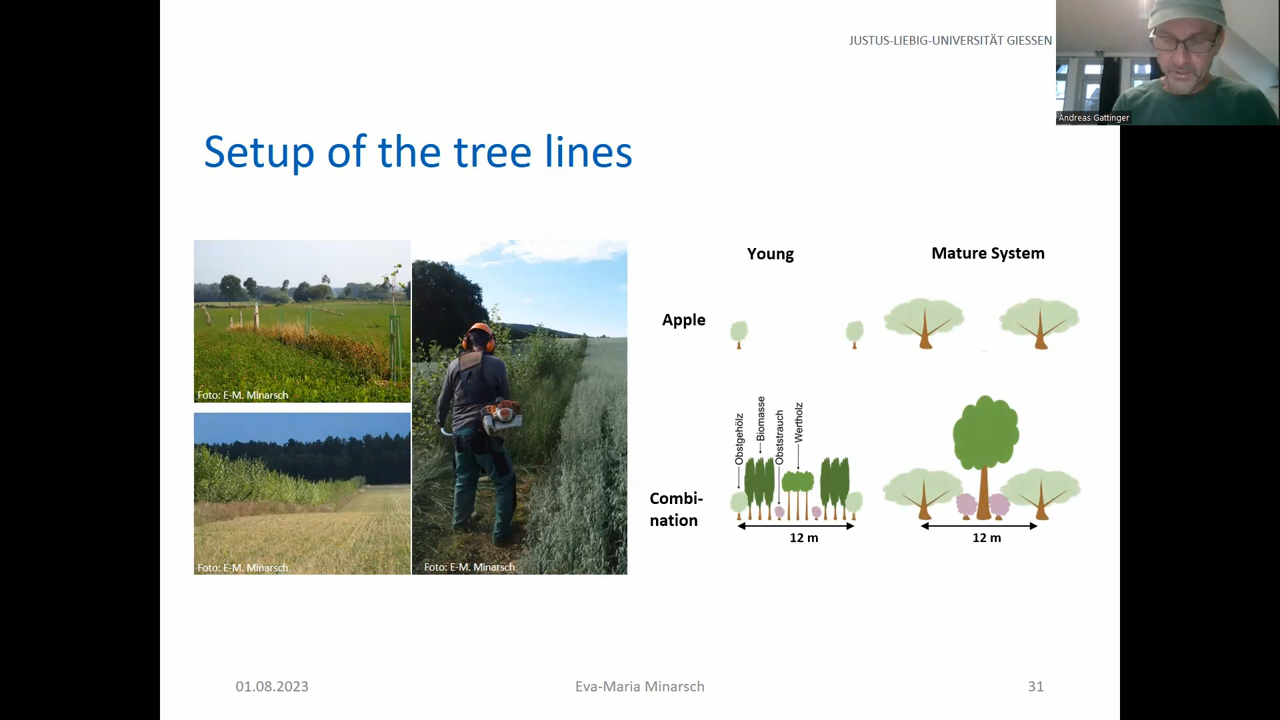 JUSTUS-LIEBIG-UNIVERSITÄT GIESSEN
Andreas Gattinger
Setup of the tree lines
Foto: E-M. Minarsch
Foto: E-M. Minarsch
Foto: E-M. Minarsch
Young
Mature System
Apple
Obstgehölz
Biomasse
Obststrauch
Wertholz
Combi-
nation
12 m
12 m
01.08.2023
Eva-Maria Minarsch
31